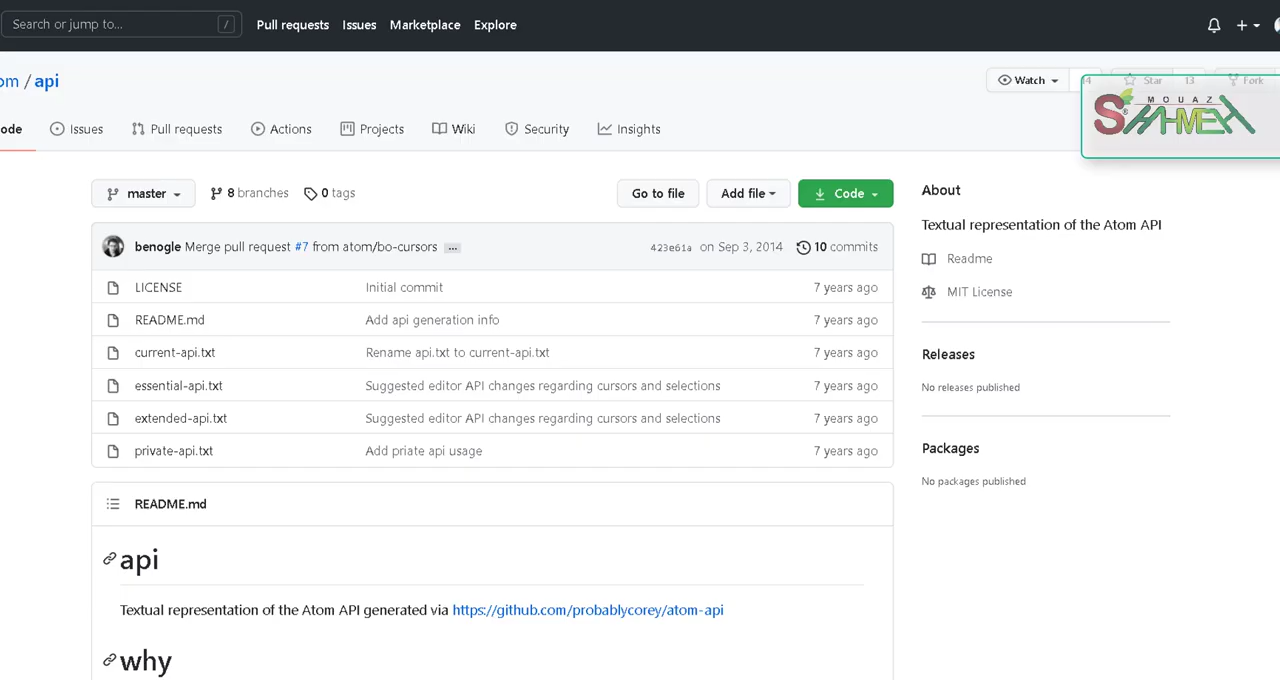 Search or jump to... /
Pull requests Issues Marketplace Explore
om / api
Watch 14 Star 13 Fork
MOUAZ
SHAHMEH
ode Issues Pull requests Actions Projects Wiki Security Insights
master 8 branches 0 tags Go to file Add file Code
benogle Merge pull request #7 from atom/bo-cursors ... 423e61a on Sep 3, 2014 10 commits
LICENSE Initial commit 7 years ago
README.md Add api generation info 7 years ago
current-api.txt Rename api.txt to current-api.txt 7 years ago
essential-api.txt Suggested editor API changes regarding cursors and selections 7 years ago
extended-api.txt Suggested editor API changes regarding cursors and selections 7 years ago
private-api.txt Add priate api usage 7 years ago
README.md
api
Textual representation of the Atom API generated via https://github.com/probablycorey/atom-api
why
About
Textual representation of the Atom API
Readme
MIT License
Releases
No releases published
Packages
No packages published